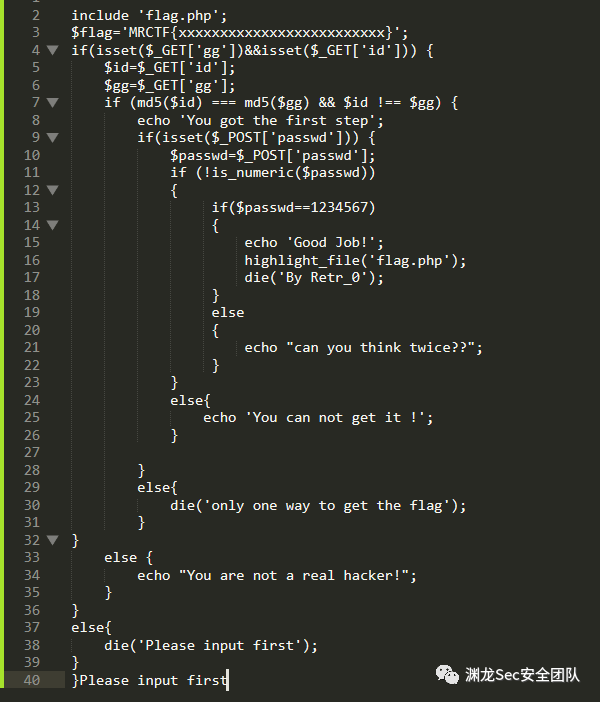 2 include 'flag.php';
3 $flag='MRCTF{xxxxxxxxxxxxxxxxxxxxxxxxx}';
4 if(isset($_GET['gg'])&&isset($_GET['id'])) {
5 $id=$_GET['id'];
6 $gg=$_GET['gg'];
7 if (md5($id) === md5($gg) && $id !== $gg) {
8 echo 'You got the first step';
9 if(isset($_POST['passwd'])) {
10 $passwd=$_POST['passwd'];
11 if (!is_numeric($passwd))
12 {
13 if($passwd==1234567)
14 {
15 echo 'Good Job!';
16 highlight_file('flag.php');
17 die('By Retr_0');
18 }
19 else
20 {
21 echo "can you think twice??";
22 }
23 }
24 else{
25 echo 'You can not get it !';
26 }
27
28 }
29 else{
30 die('only one way to get the flag');
31 }
32 }
33 else {
34 echo "You are not a real hacker!";
35 }
36 }
37 else{
38 die('Please input first');
39 }
40 }Please input first
渊龙Sec安全团队